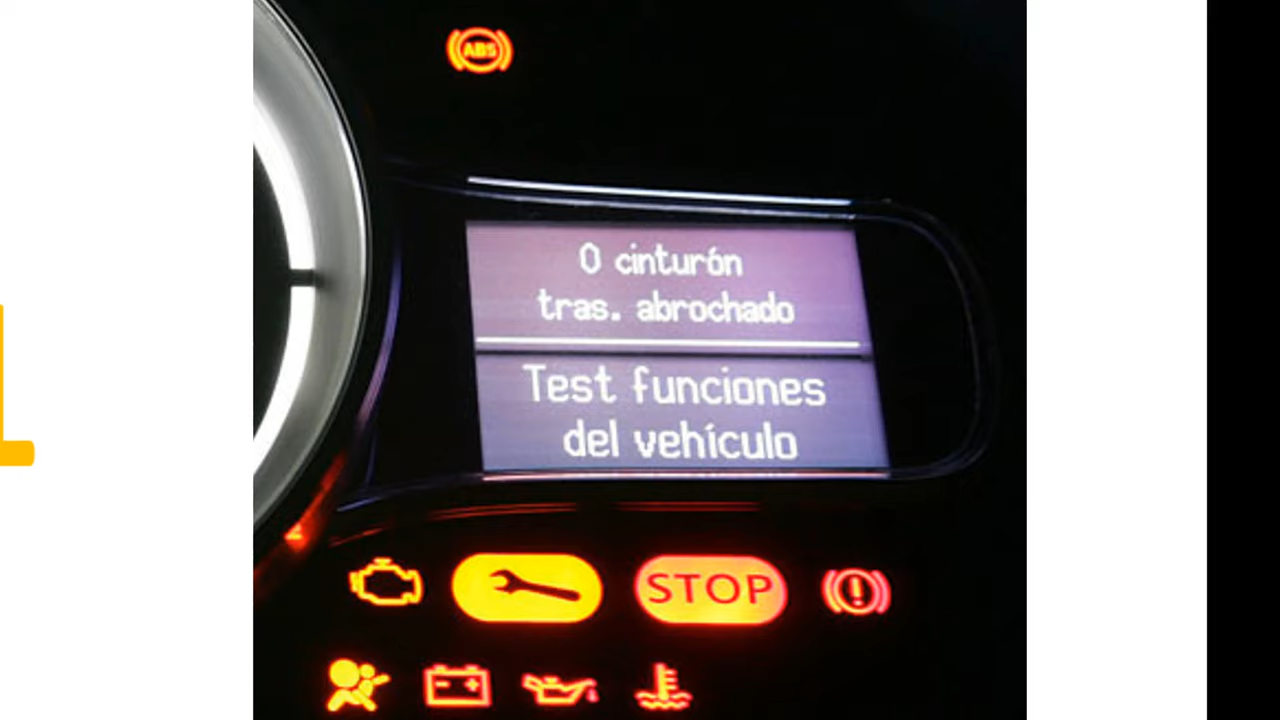 ABS
0 cinturón
tras. abrochado
Test funciones
del vehículo
STOP